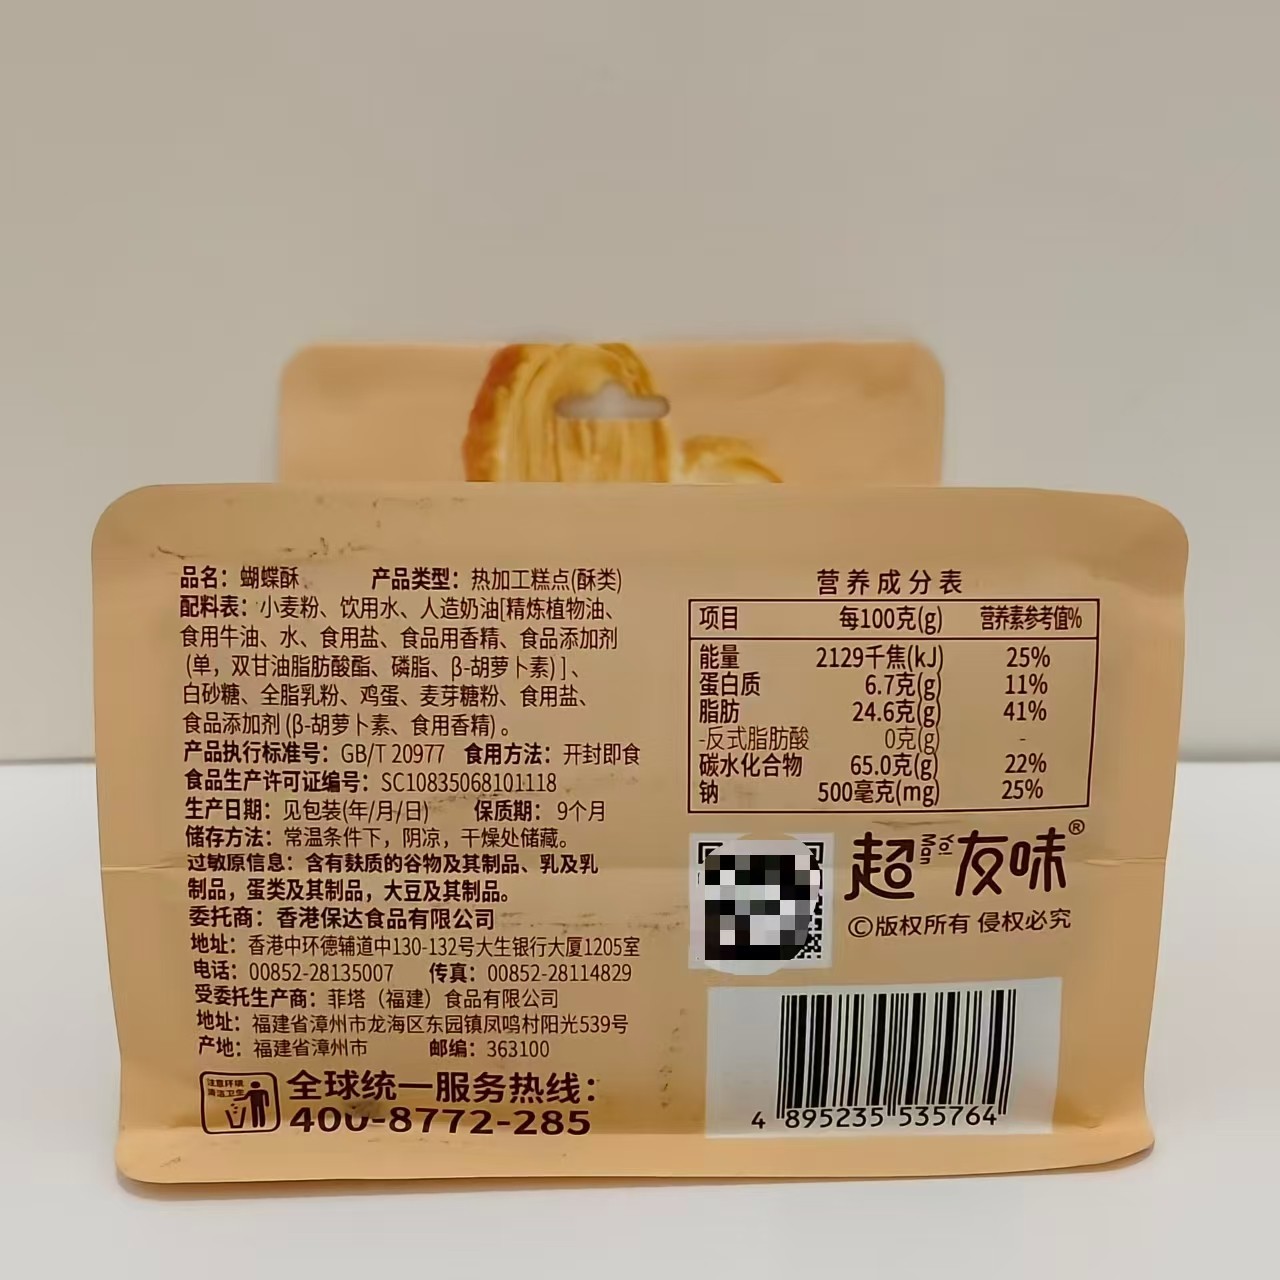 品名：蝴蝶酥 产品类型：热加工糕点(酥类)
配料表：小麦粉、饮用水、人造奶油[精炼植物油、
食用牛油、水、食用盐、食品用香精、食品添加剂
(单，双甘油脂肪酸酯、磷脂、β-胡萝卜素)]、
白砂糖、全脂乳粉、鸡蛋、麦芽糖粉、食用盐、
食品添加剂(β-胡萝卜素、食用香精)。
产品执行标准号：GB/T 20977 食用方法：开封即食
食品生产许可证编号：SC10835068101118
生产日期：见包装(年/月/日) 保质期：9个月
储存方法：常温条件下，阴凉，干燥处储藏。
过敏原信息：含有麸质的谷物及其制品、乳及乳
制品，蛋类及其制品，大豆及其制品。
委托商：香港保达食品有限公司
地址：香港中环德辅道中130-132号大生银行大厦1205室
电话：00852-28135007 传真：00852-28114829
受委托生产商：菲塔（福建）食品有限公司
地址：福建省漳州市龙海区东园镇凤鸣村阳光539号
产地：福建省漳州市 邮编：363100
注意环境
清洁卫生
全球统一服务热线：
400-8772-285
营养成分表
项目 每100克(g) 营养素参考值%
能量 2129千焦(kJ) 25%
蛋白质 6.7克(g) 11%
脂肪 24.6克(g) 41%
-反式脂肪酸 0克(g) -
碳水化合物 65.0克(g) 22%
钠 500毫克(mg) 25%
超友味®
©版权所有 侵权必究
4 895235 535764